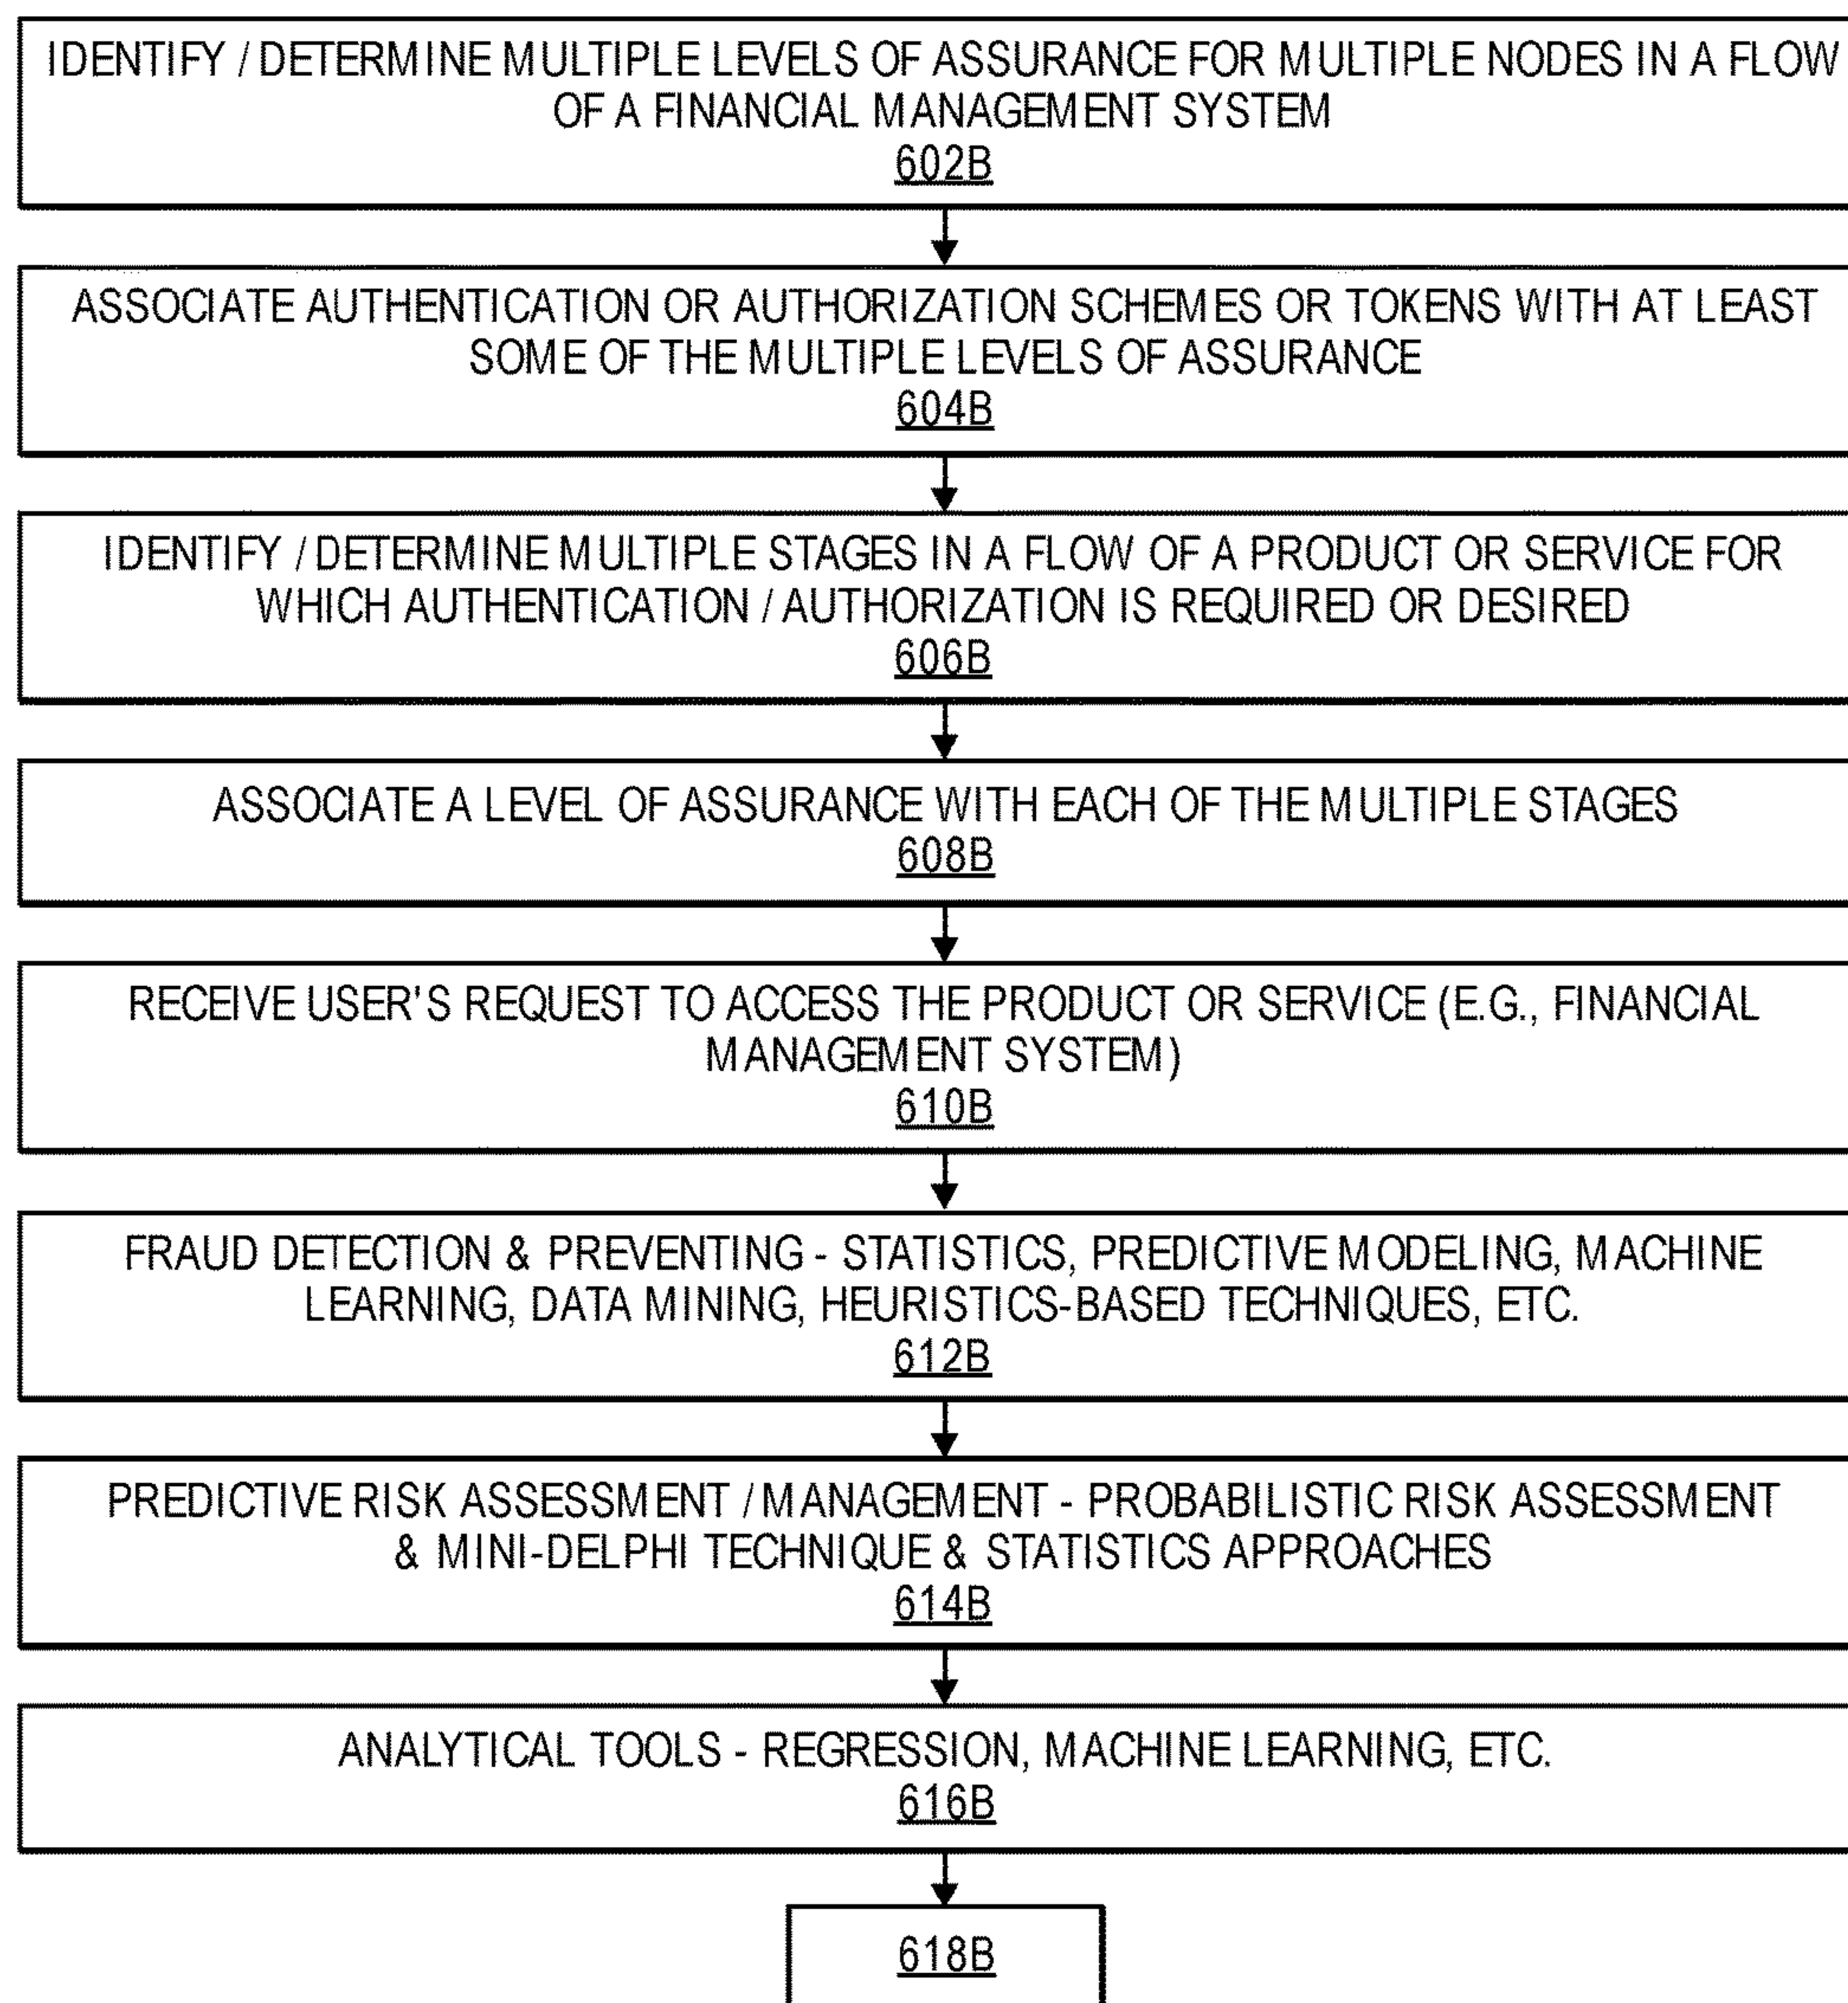 IDENTIFY / DETERMINE MULTIPLE LEVELS OF ASSURANCE FOR MULTIPLE NODES IN A FLOW
OF A FINANCIAL MANAGEMENT SYSTEM
602B
ASSOCIATE AUTHENTICATION OR AUTHORIZATION SCHEMES OR TOKENS WITH AT LEAST
SOME OF THE MULTIPLE LEVELS OF ASSURANCE
604B
IDENTIFY / DETERMINE MULTIPLE STAGES IN A FLOW OF A PRODUCT OR SERVICE FOR
WHICH AUTHENTICATION / AUTHORIZATION IS REQUIRED OR DESIRED
606B
ASSOCIATE A LEVEL OF ASSURANCE WITH EACH OF THE MULTIPLE STAGES
608B
RECEIVE USER'S REQUEST TO ACCESS THE PRODUCT OR SERVICE (E.G., FINANCIAL
MANAGEMENT SYSTEM)
610B
FRAUD DETECTION & PREVENTING - STATISTICS, PREDICTIVE MODELING, MACHINE
LEARNING, DATA MINING, HEURISTICS-BASED TECHNIQUES, ETC.
612B
PREDICTIVE RISK ASSESSMENT / MANAGEMENT - PROBABILISTIC RISK ASSESSMENT
& MINI-DELPHI TECHNIQUE & STATISTICS APPROACHES
614B
ANALYTICAL TOOLS - REGRESSION, MACHINE LEARNING, ETC.
616B
618B